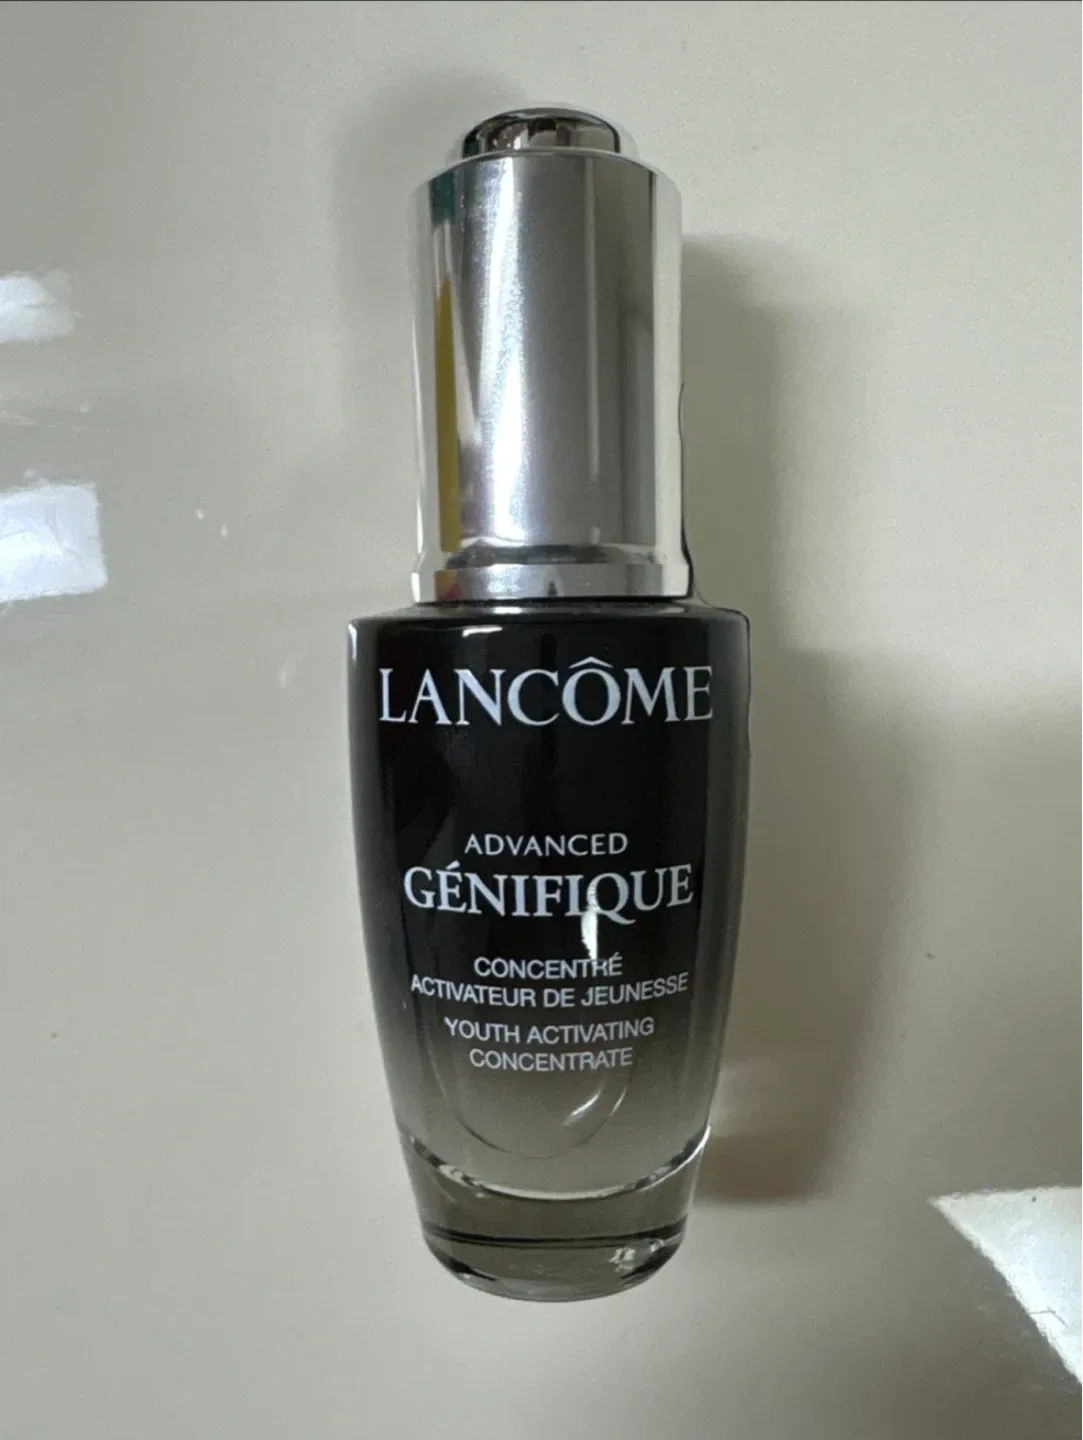 LANCÔME
ADVANCED
GÉNIFIQUE
CONCENTRÉ
ACTIVATEUR DE JEUNESSE
YOUTH ACTIVATING
CONCENTRATE